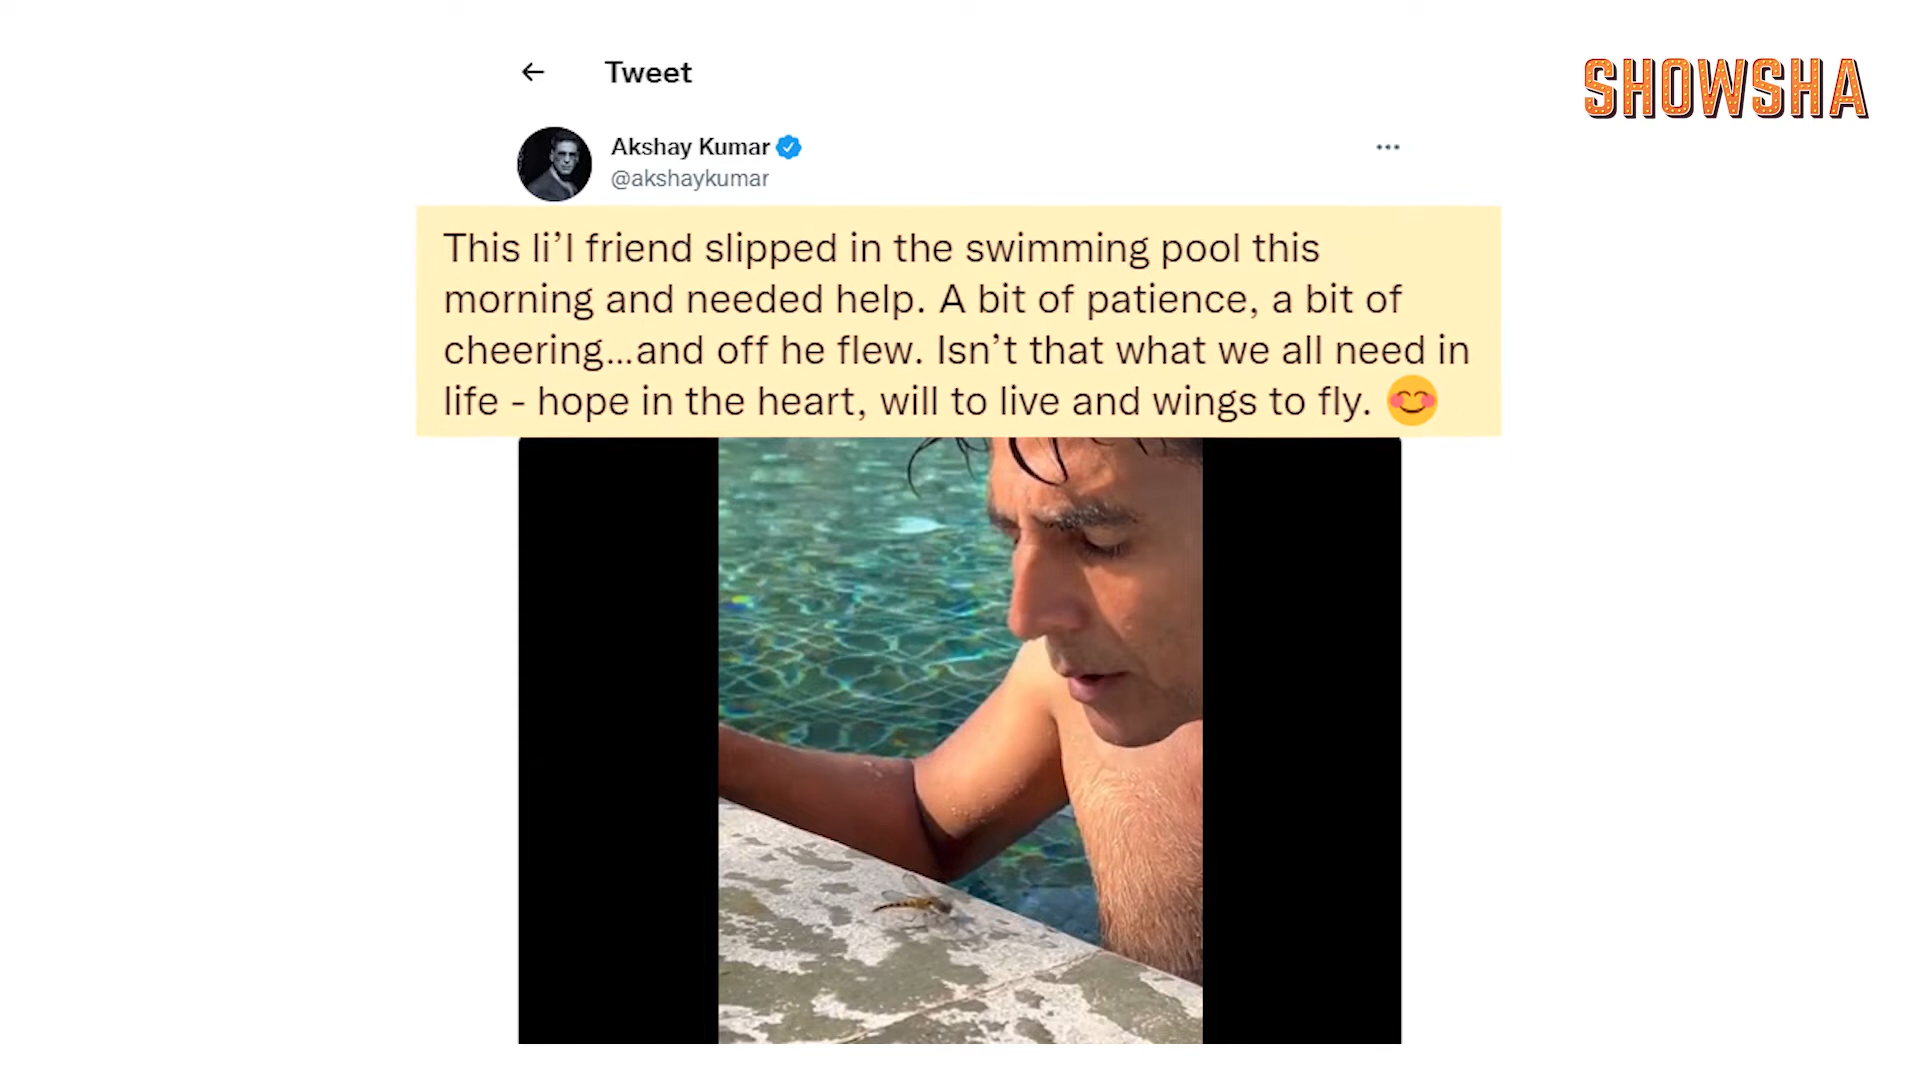 Tweet
SHOWSHA
Akshay Kumar
@akshaykumar
This li’l friend slipped in the swimming pool this
morning and needed help. A bit of patience, a bit of
cheering...and off he flew. Isn’t that what we all need in
life - hope in the heart, will to live and wings to fly. 😊